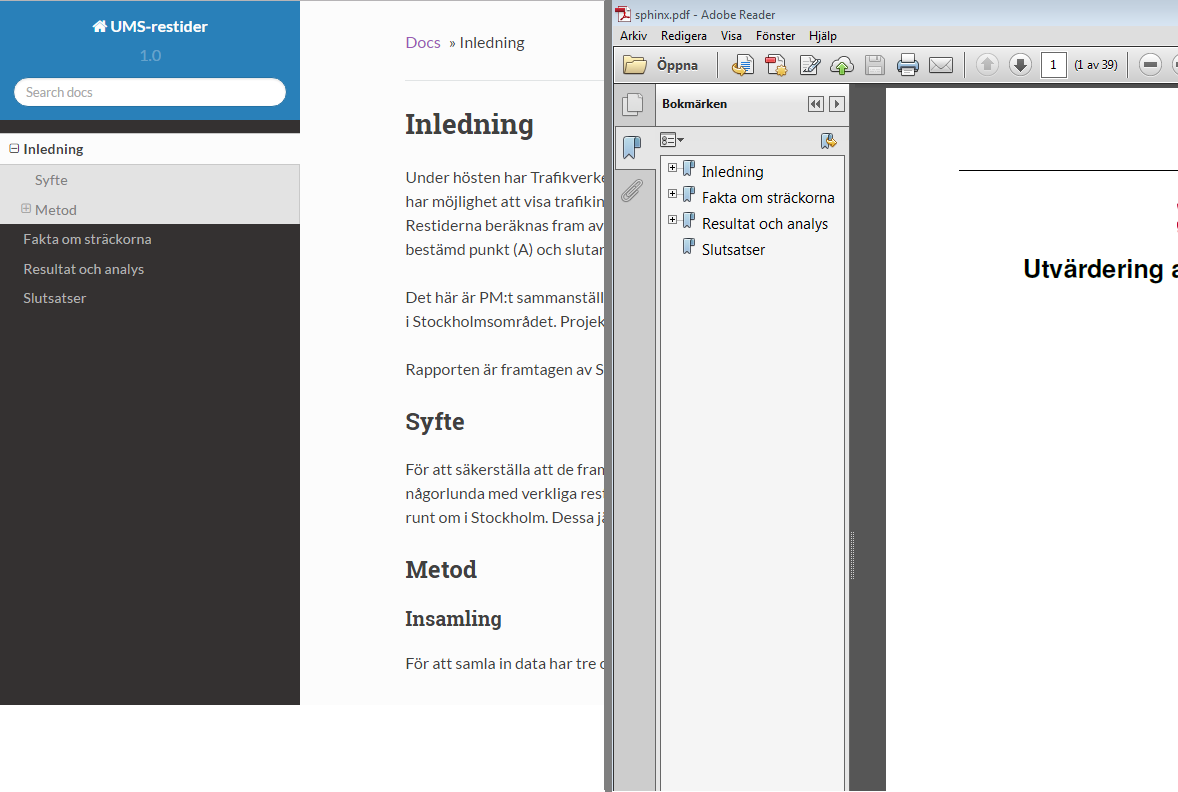 UMS-restider
1.0
Search docs
Inledning
Syfte
Metod
Fakta om sträckorna
Resultat och analys
Slutsatser
Docs » Inledning
Inledning
Under hösten har Trafikverke
har möjlighet att visa trafikin
Restiderna beräknas fram av
bestämd punkt (A) och slutar
Det här är PM:t sammanställ
i Stockholmsområdet. Projek
Rapporten är framtagen av S
Syfte
För att säkerställa att de fram
någorlunda med verkliga rest
runt om i Stockholm. Dessa jä
Metod
Insamling
För att samla in data har tre o
sphinx.pdf - Adobe Reader
Arkiv Redigera Visa Fönster Hjälp
Öppna 1 (1 av 39)
Bokmärken
Inledning
Fakta om sträckorna
Resultat och analys
Slutsatser
Utvärdering a